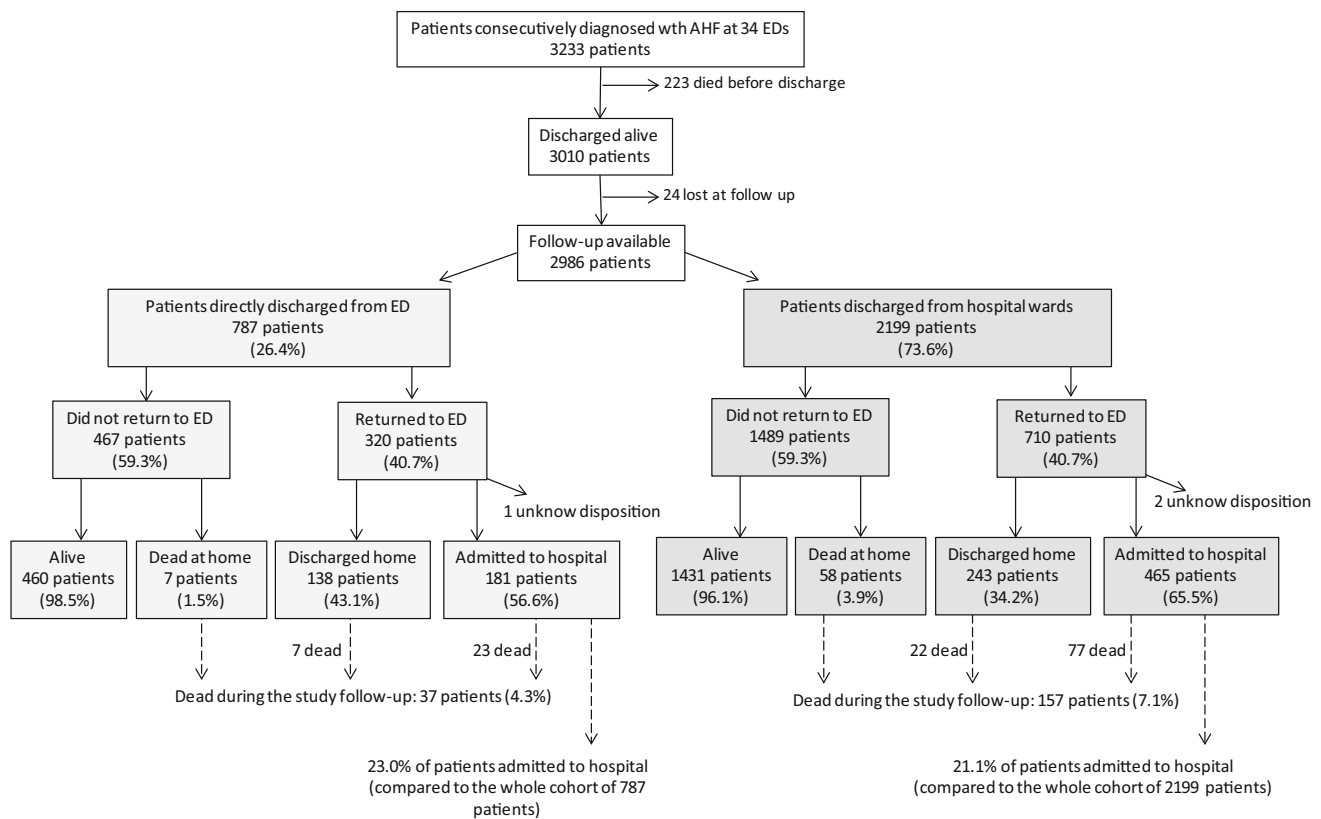 Patients consecutively diagnosed wth AHF at 34 EDs
3233 patients
223 died before discharge
Discharged alive
3010 patients
24 lost at follow up
Follow-up available
2986 patients
Patients directly discharged from ED
787 patients
(26.4%)
Patients discharged from hospital wards
2199 patients
(73.6%)
Did not return to ED
467 patients
(59.3%)
Returned to ED
320 patients
(40.7%)
Did not return to ED
1489 patients
(59.3%)
Returned to ED
710 patients
(40.7%)
1 unknow disposition
2 unknow disposition
Alive
460 patients
(98.5%)
Dead at home
7 patients
(1.5%)
Discharged home
138 patients
(43.1%)
Admitted to hospital
181 patients
(56.6%)
Alive
1431 patients
(96.1%)
Dead at home
58 patients
(3.9%)
Discharged home
243 patients
(34.2%)
Admitted to hospital
465 patients
(65.5%)
7 dead
23 dead
22 dead
77 dead
Dead during the study follow-up: 37 patients (4.3%)
Dead during the study follow-up: 157 patients (7.1%)
23.0% of patients admitted to hospital
(compared to the whole cohort of 787
patients)
21.1% of patients admitted to hospital
(compared to the whole cohort of 2199 patients)